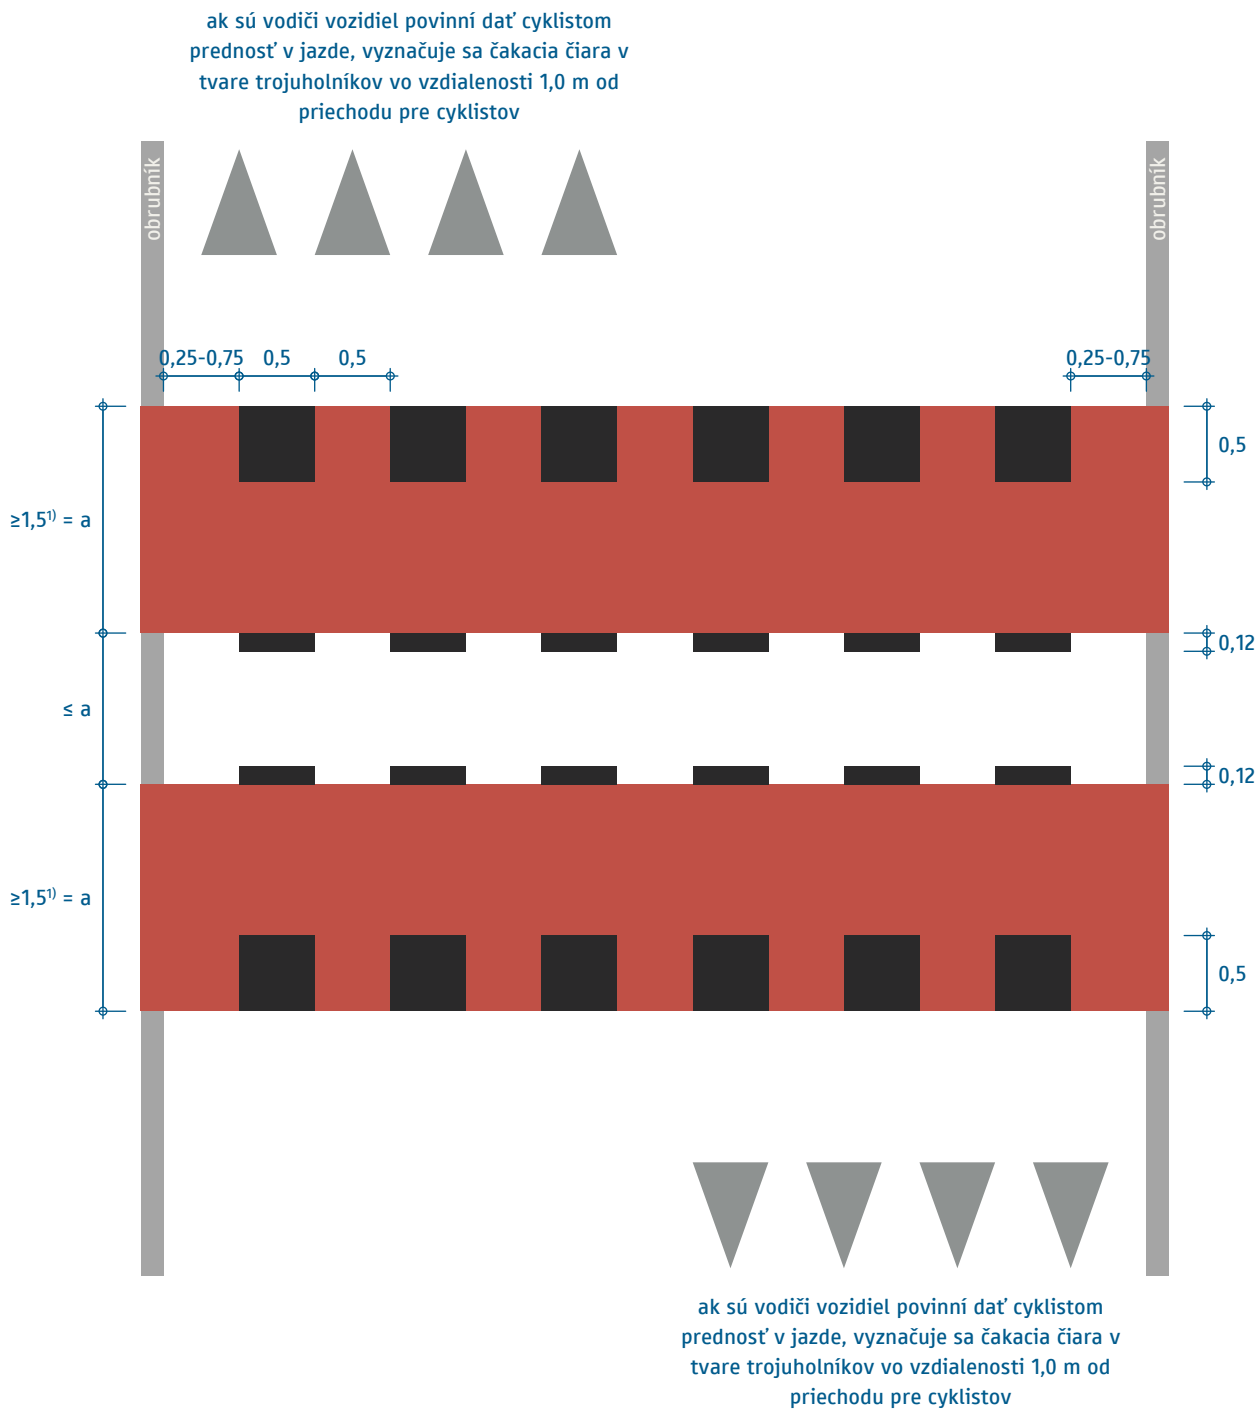 ak sú vodiči vozidiel povinní dať cyklistom
prednosť v jazde, vyznačuje sa čakacia čiara v
tvare trojuholníkov vo vzdialenosti 1,0 m od
priechodu pre cyklistov
obrubník
obrubník
0,25-0,75 0,5 0,5
0,25-0,75
0,5
≥1,5¹⁾ = a
0,12
≤ a
0,12
≥1,5¹⁾ = a
0,5
ak sú vodiči vozidiel povinní dať cyklistom
prednosť v jazde, vyznačuje sa čakacia čiara v
tvare trojuholníkov vo vzdialenosti 1,0 m od
priechodu pre cyklistov